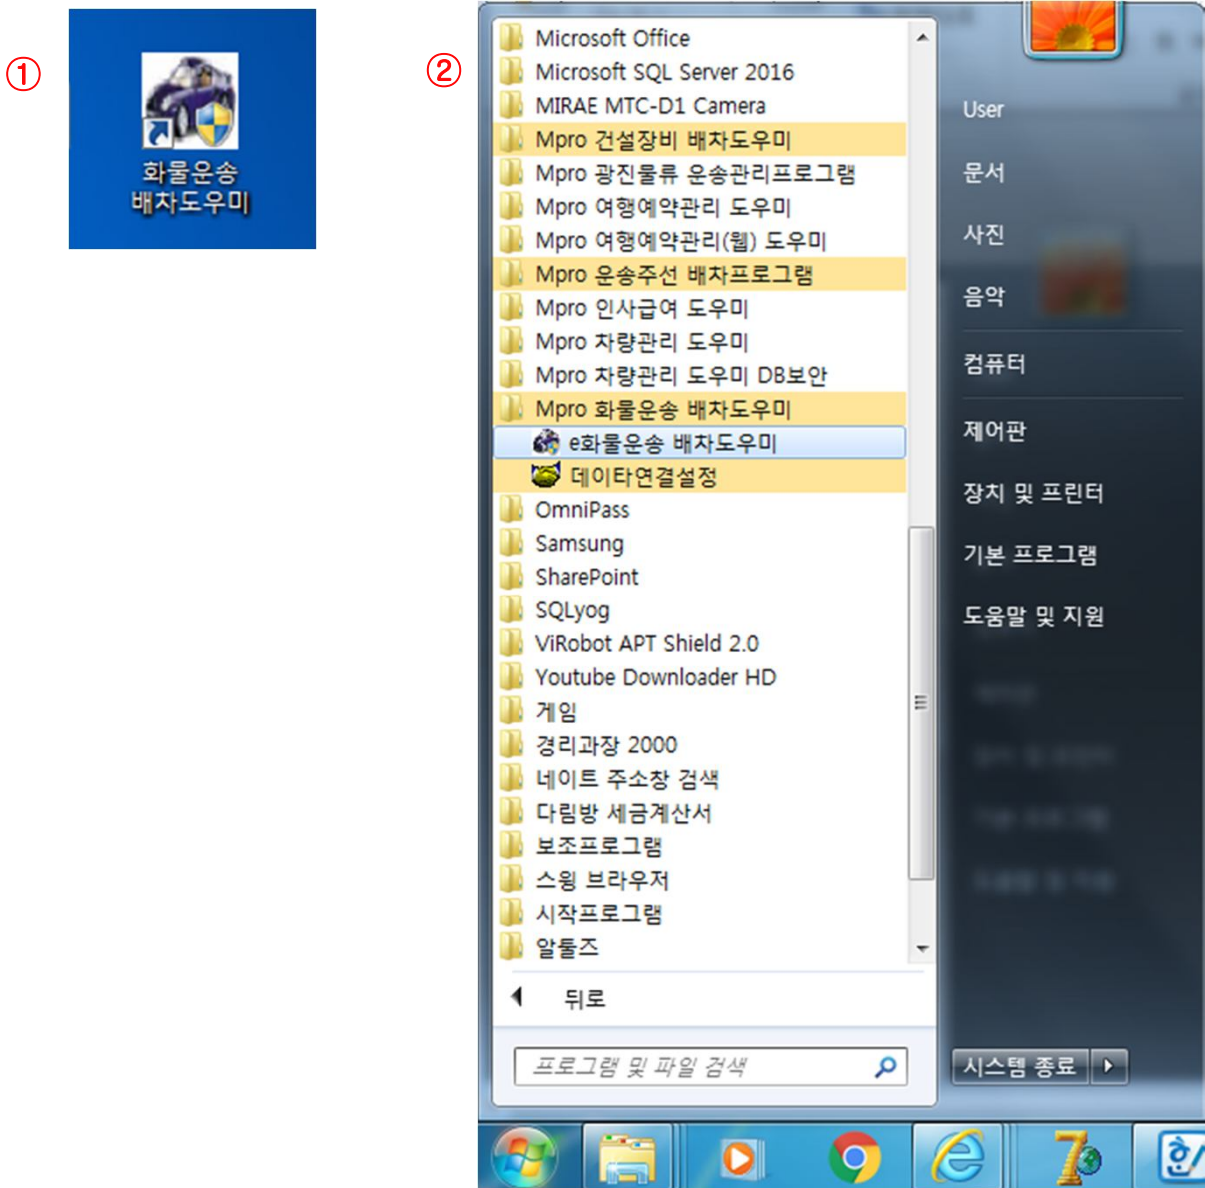 ①
화물운송
배차도우미
②
Microsoft Office
Microsoft SQL Server 2016
MIRAE MTC-D1 Camera
Mpro 건설장비 배차도우미
Mpro 광진물류 운송관리프로그램
Mpro 여행예약관리 도우미
Mpro 여행예약관리(웹) 도우미
Mpro 운송주선 배차프로그램
Mpro 인사급여 도우미
Mpro 차량관리 도우미
Mpro 차량관리 도우미 DB보안
Mpro 화물운송 배차도우미
e화물운송 배차도우미
데이타연결설정
OmniPass
Samsung
SharePoint
SQLyog
ViRobot APT Shield 2.0
Youtube Downloader HD
게임
경리과장 2000
네이트 주소창 검색
다림방 세금계산서
보조프로그램
스윙 브라우저
시작프로그램
알툴즈
뒤로
프로그램 및 파일 검색
User
문서
사진
음악
컴퓨터
제어판
장치 및 프린터
기본 프로그램
도움말 및 지원
시스템 종료